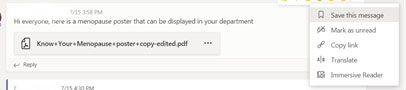 7/15 3:58 PM
Hi everyone, here is a menopause poster that can be displayed in your department
Know+Your+Menopause+poster+copy-edited.pdf
Reply
7/15 4:30 PM
Save this message
Mark as unread
Copy link
Translate
Immersive Reader